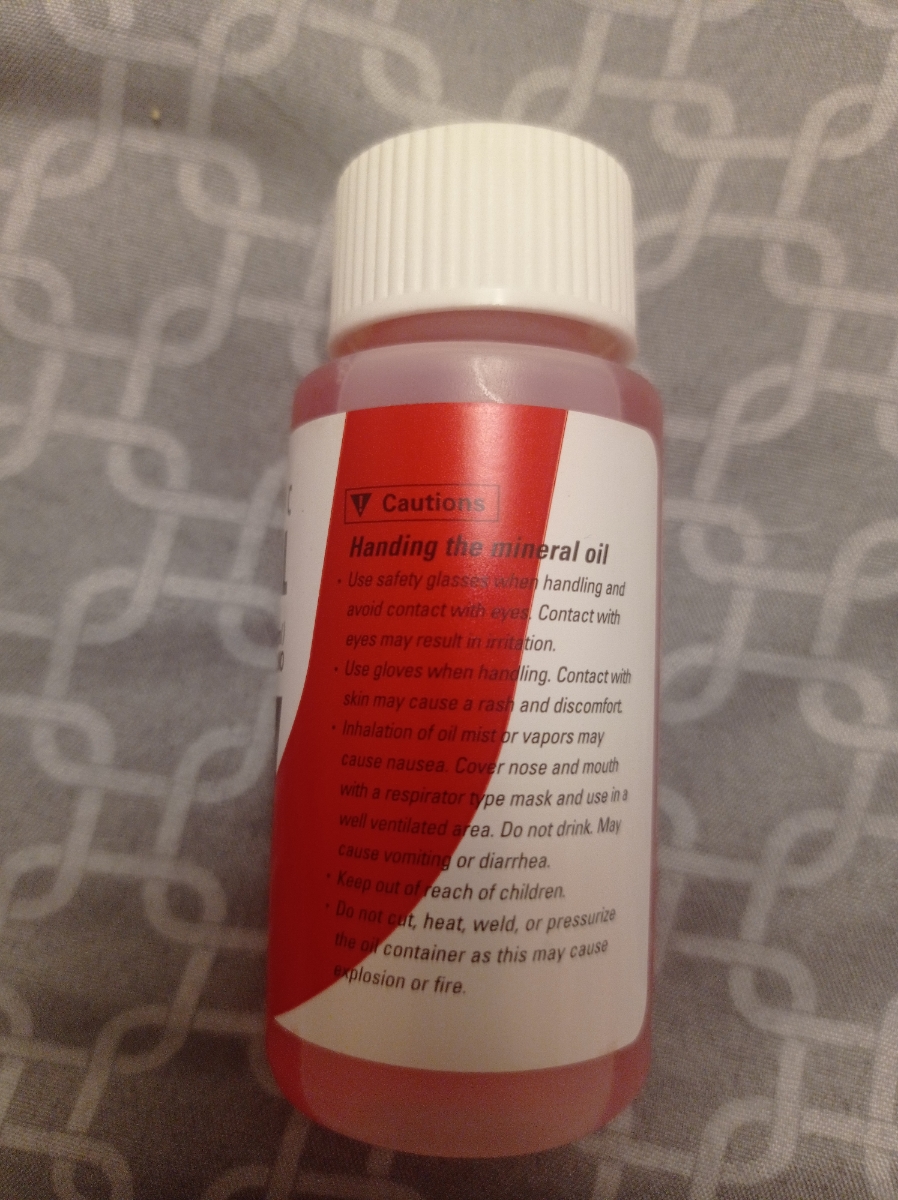 Cautions
Handing the mineral oil
· Use safety glasses when handling and
avoid contact with eyes. Contact with
eyes may result in irritation.
· Use gloves when handling. Contact with
skin may cause a rash and discomfort.
· Inhalation of oil mist or vapors may
cause nausea. Cover nose and mouth
with a respirator type mask and use in a
well ventilated area. Do not drink. May
cause vomiting or diarrhea.
· Keep out of reach of children.
· Do not cut, heat, weld, or pressurize
the oil container as this may cause
explosion or fire.